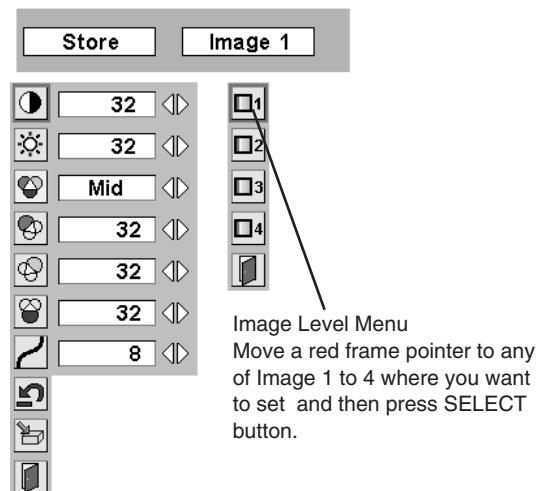 Store Image 1
32 1
32 2
Mid 3
32 4
32
32
8
Image Level Menu
Move a red frame pointer to any
of Image 1 to 4 where you want
to set and then press SELECT
button.